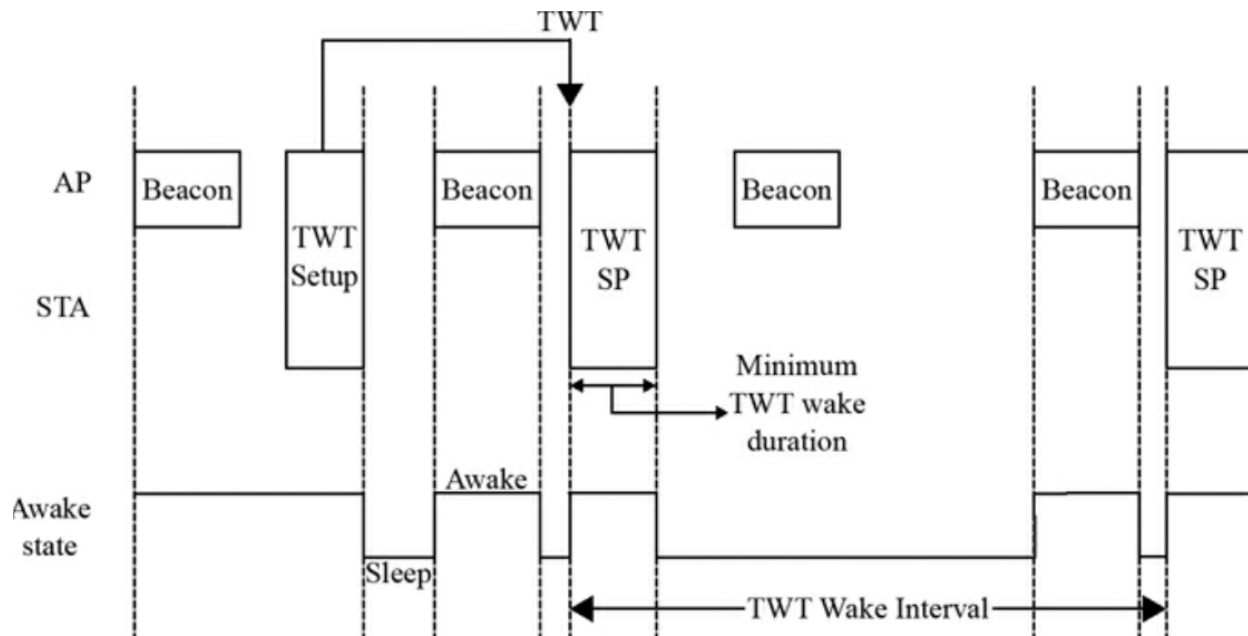 TWT
AP
Beacon
TWT
Setup
Beacon
TWT
SP
Beacon
Beacon
TWT
SP
STA
Minimum
TWT wake
duration
Awake
state
Awake
Sleep
TWT Wake Interval